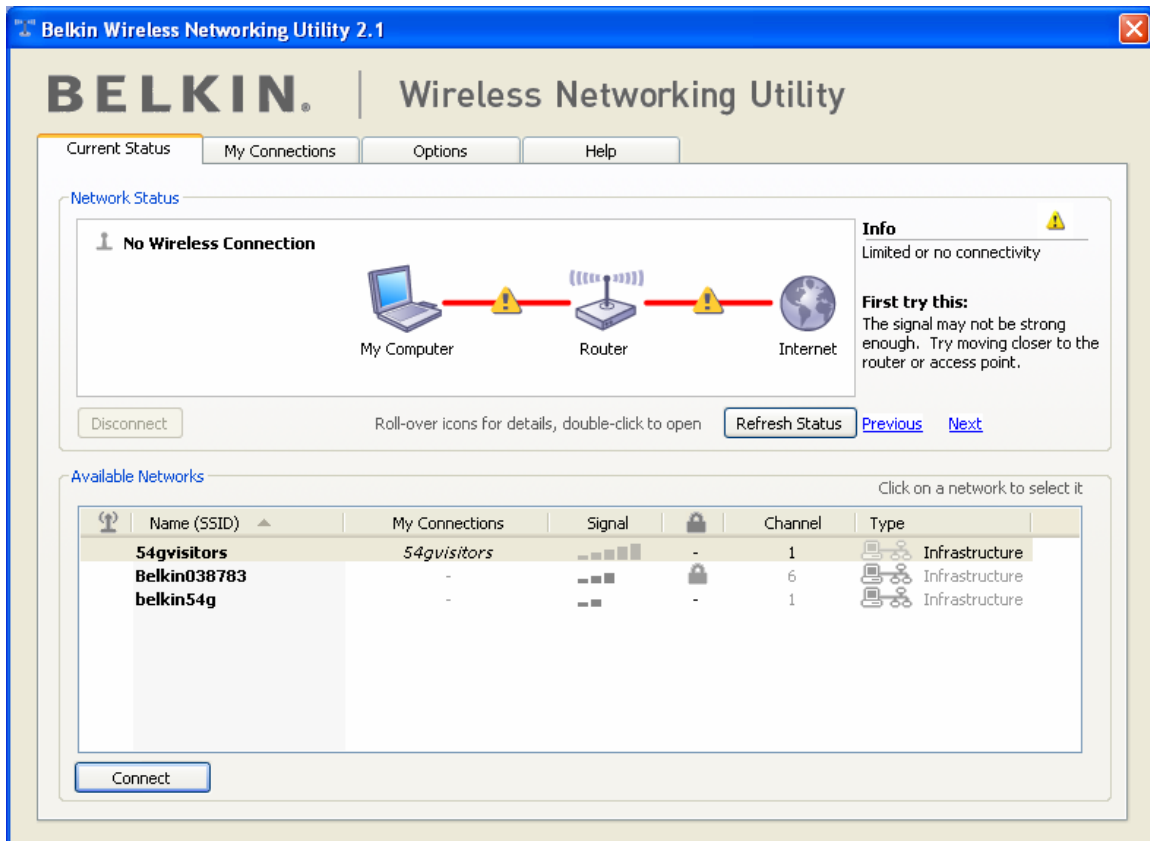 Belkin Wireless Networking Utility 2.1
BELKIN. Wireless Networking Utility
Current Status My Connections Options Help
Network Status
No Wireless Connection
My Computer Router Internet
Info
Limited or no connectivity
First try this:
The signal may not be strong
enough. Try moving closer to the
router or access point.
Disconnect Roll-over icons for details, double-click to open Refresh Status Previous Next
Available Networks
Click on a network to select it
Name (SSID) My Connections Signal Channel Type
54gvisitors 54gvisitors - 1 Infrastructure
Belkin038783 - 6 Infrastructure
belkin54g - - 1 Infrastructure
Connect